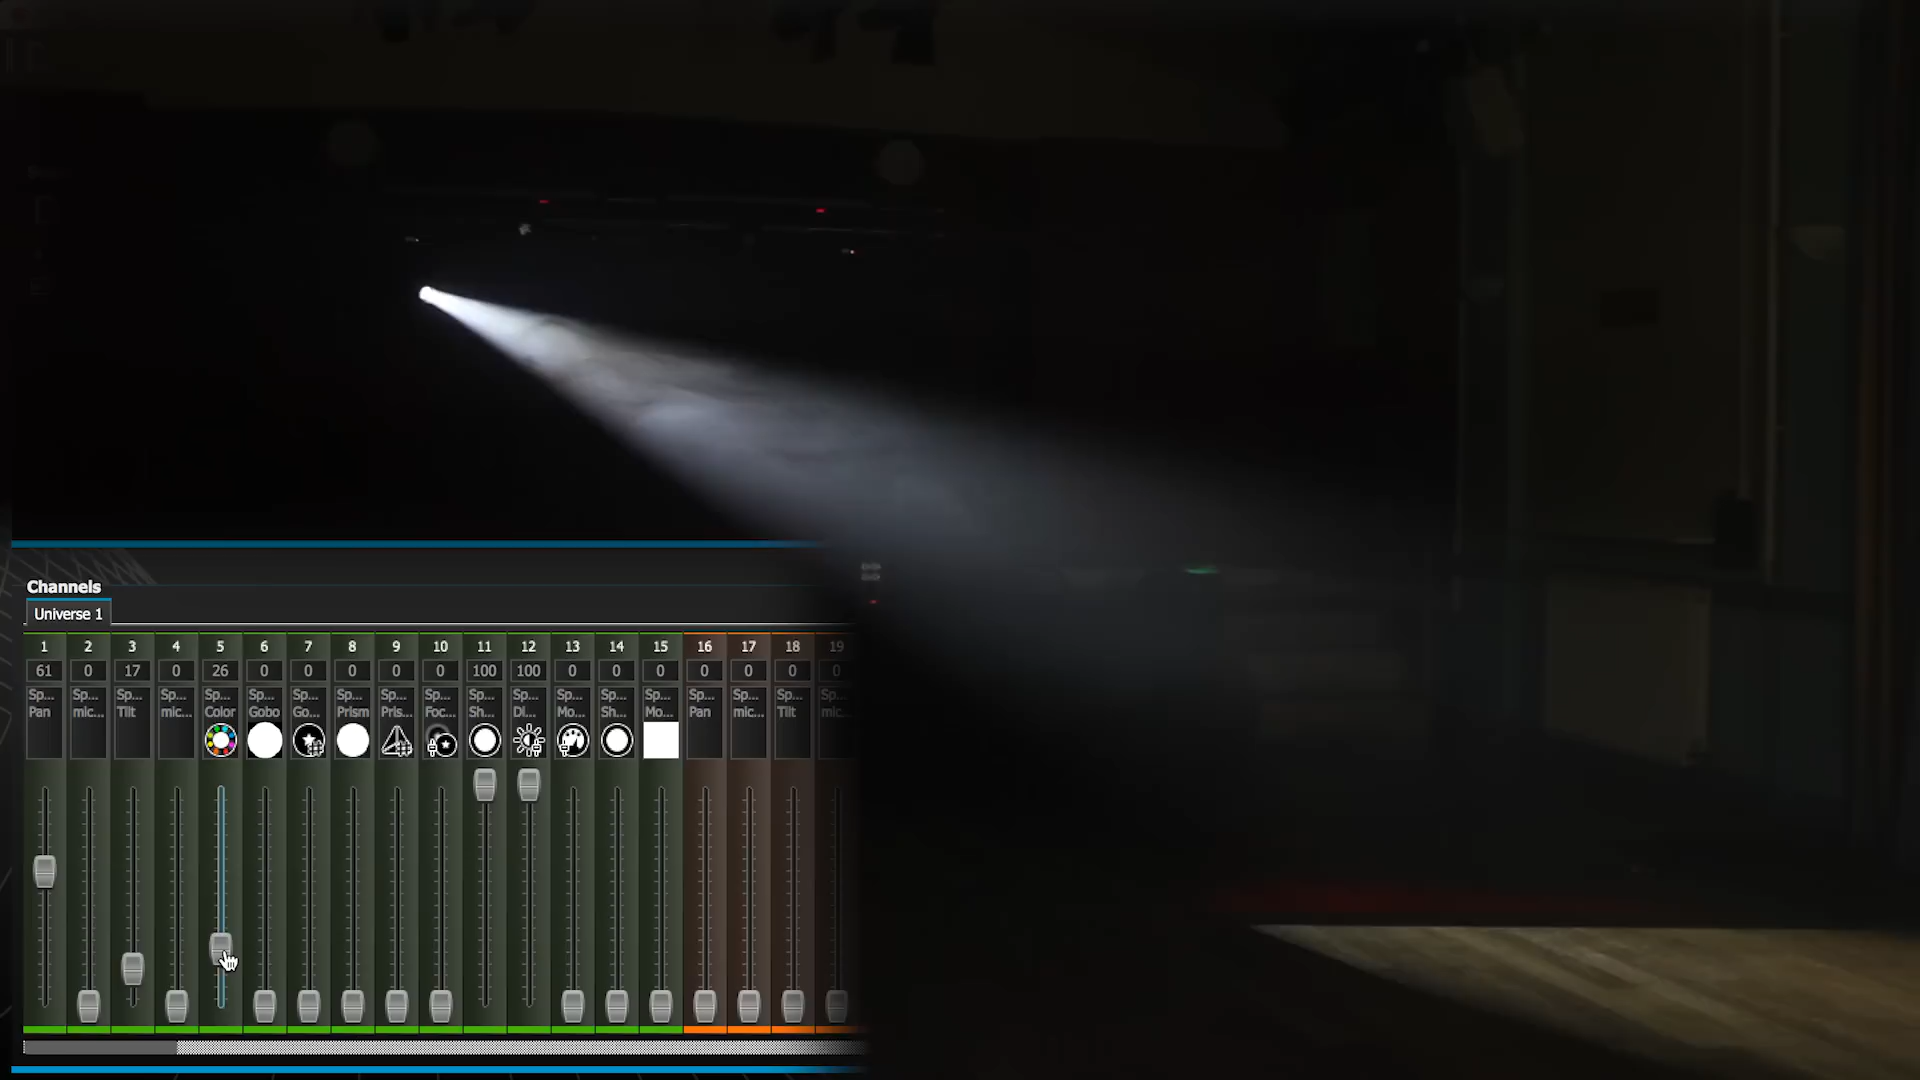 Channels
Universe 1
1 2 3 4 5 6 7 8 9 10 11 12 13 14 15 16 17 18 19
61 0 17 0 26 0 0 0 0 0 100 100 0 0 0 0 0 0 0
Sp... Sp... Sp... Sp... Sp... Sp... Sp... Sp... Sp... Sp... Sp... Sp... Sp... Sp... Sp... Sp... Sp... Sp... Sp...
Pan mic... Tilt mic... Color Gobo Go... Prism Pris... Foc... Sh... Di... Mo... Sh... Mo... Pan mic... Tilt mic...